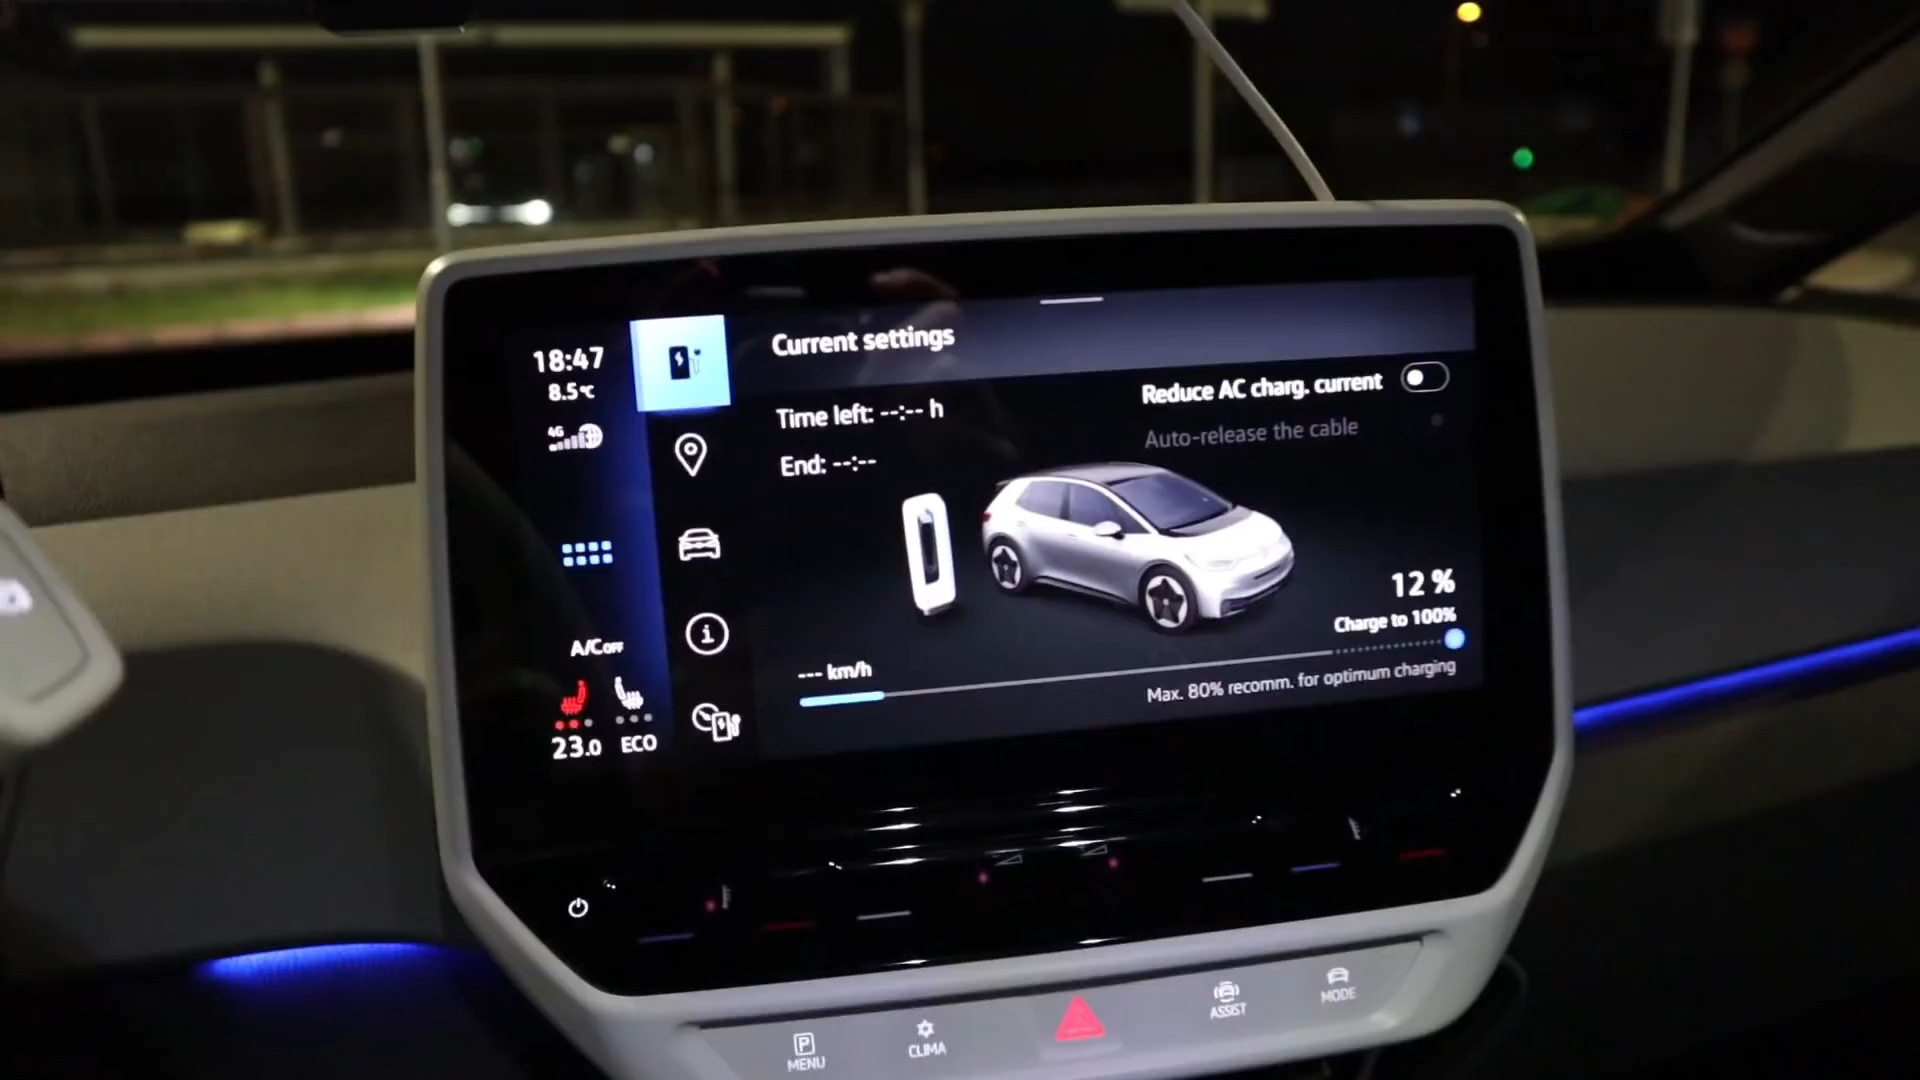 18:47
8.5°C
4G
A/C OFF
23.0
ECO
Current settings
Time left: --:-- h
End: --:--
Reduce AC charg. current
Auto-release the cable
12 %
Charge to 100%
--- km/h
Max. 80% recomm. for optimum charging
P
MENU
CLIMA
ASSIST
MODE